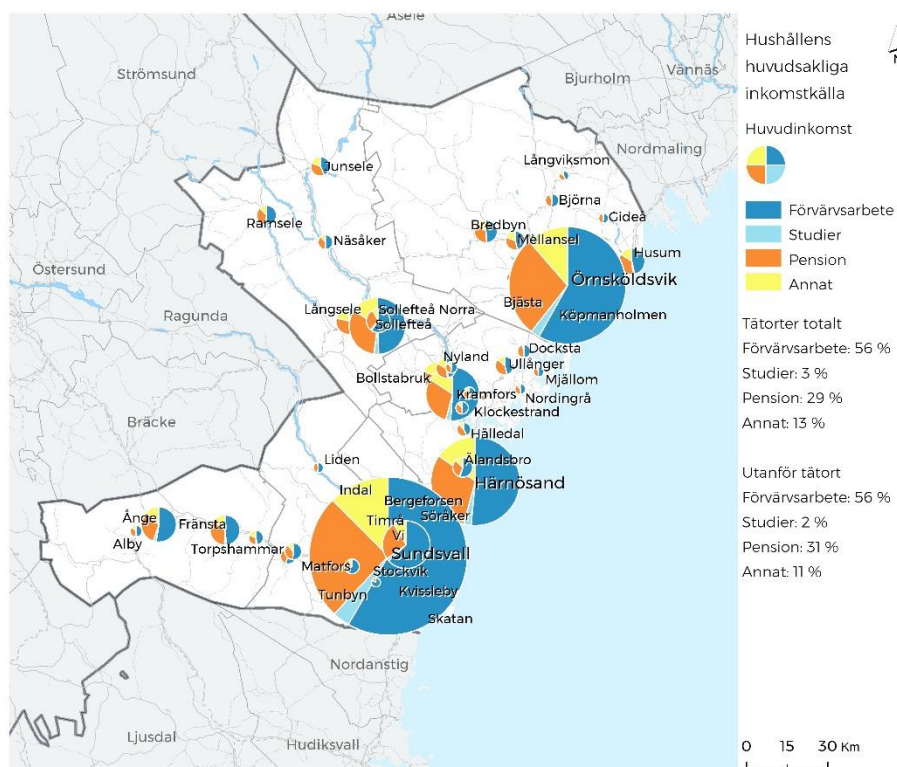 Åsele
Strömsund
Bjurholm
Vännäs
Nordmaling
Långviksmon
Junsele
Björna
Gideå
Ramsele
Bredbyn
Näsåker
Mellansel
Husum
Östersund
Örnsköldsvik
Bjästa
Långsele
Sollefteå Norra
Köpmanholmen
Ragunda
Sollefteå
Nyland
Docksta
Ullånger
Bollstabruk
Mjällom
Kramfors
Nordingrå
Klockestrand
Bräcke
Hälledal
Liden
Älandsbro
Indal
Härnösand
Bergeforsen
Ånge
Fränsta
Timrå
Söråker
Alby
Vi
Torpshammar
Sundsvall
Matfors
Stockvik
Tunbyn
Kvissleby
Skatan
Nordanstig
Ljusdal
Hudiksvall
Hushållens
huvudsakliga
inkomstkälla
Huvudinkomst
Förvärvsarbete
Studier
Pension
Annat
Tätorter totalt
Förvärvsarbete: 56 %
Studier: 3 %
Pension: 29 %
Annat: 13 %
Utanför tätort
Förvärvsarbete: 56 %
Studier: 2 %
Pension: 31 %
Annat: 11 %
0 15 30 Km